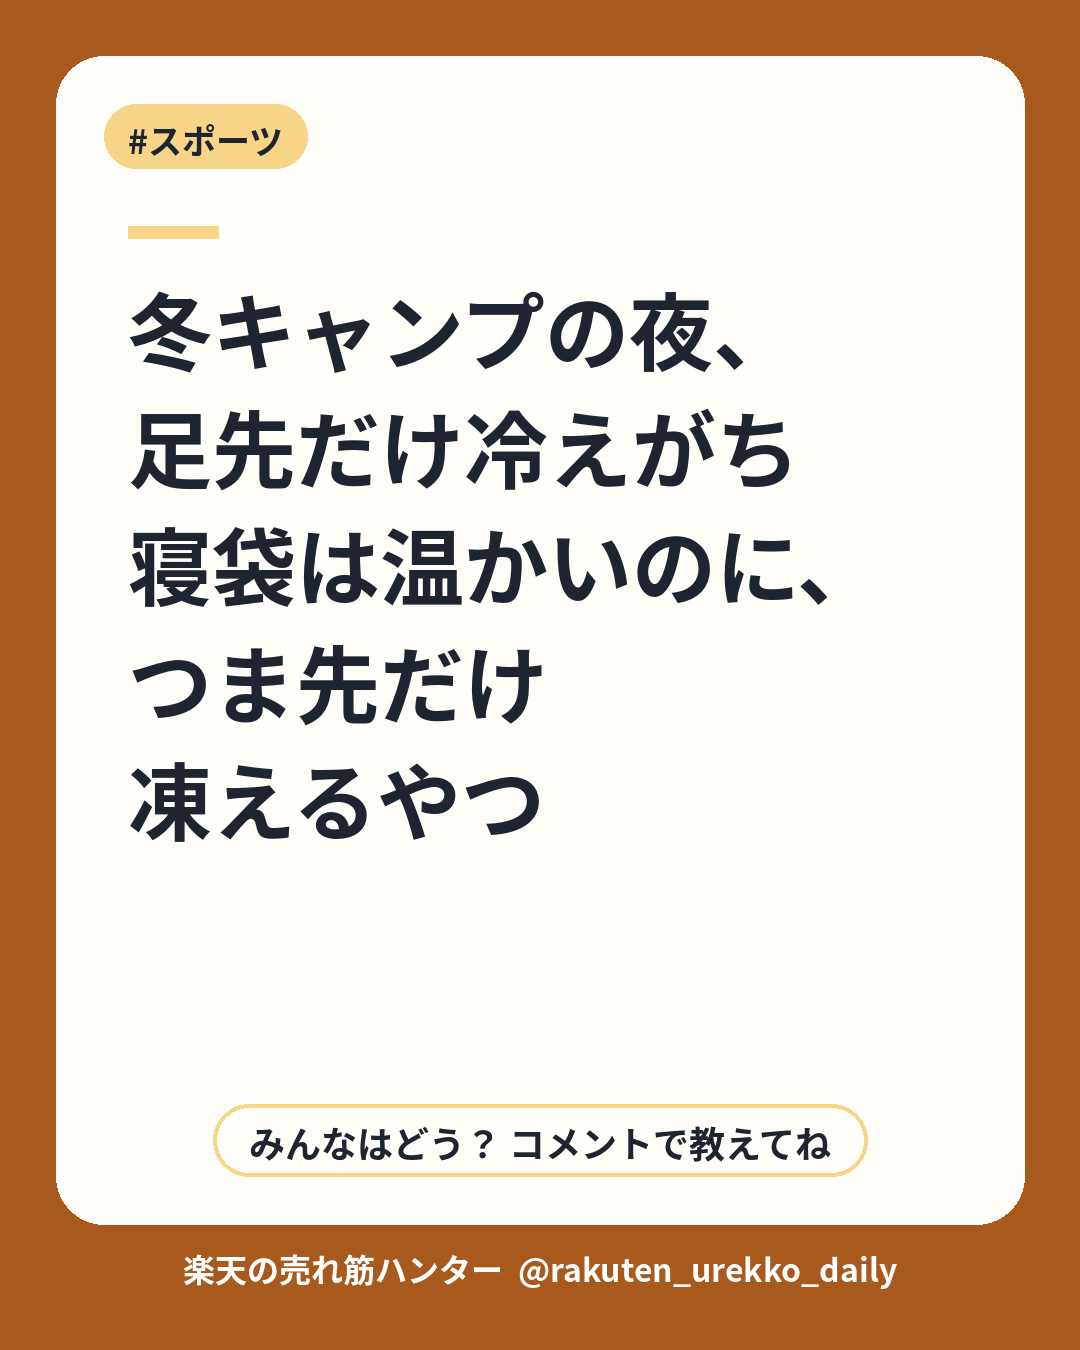 #スポーツ
冬キャンプの夜、
足先だけ冷えがち
寝袋は温かいのに、
つま先だけ
凍えるやつ
みんなはどう？ コメントで教えてね
楽天の売れ筋ハンター @rakuten_urekko_daily